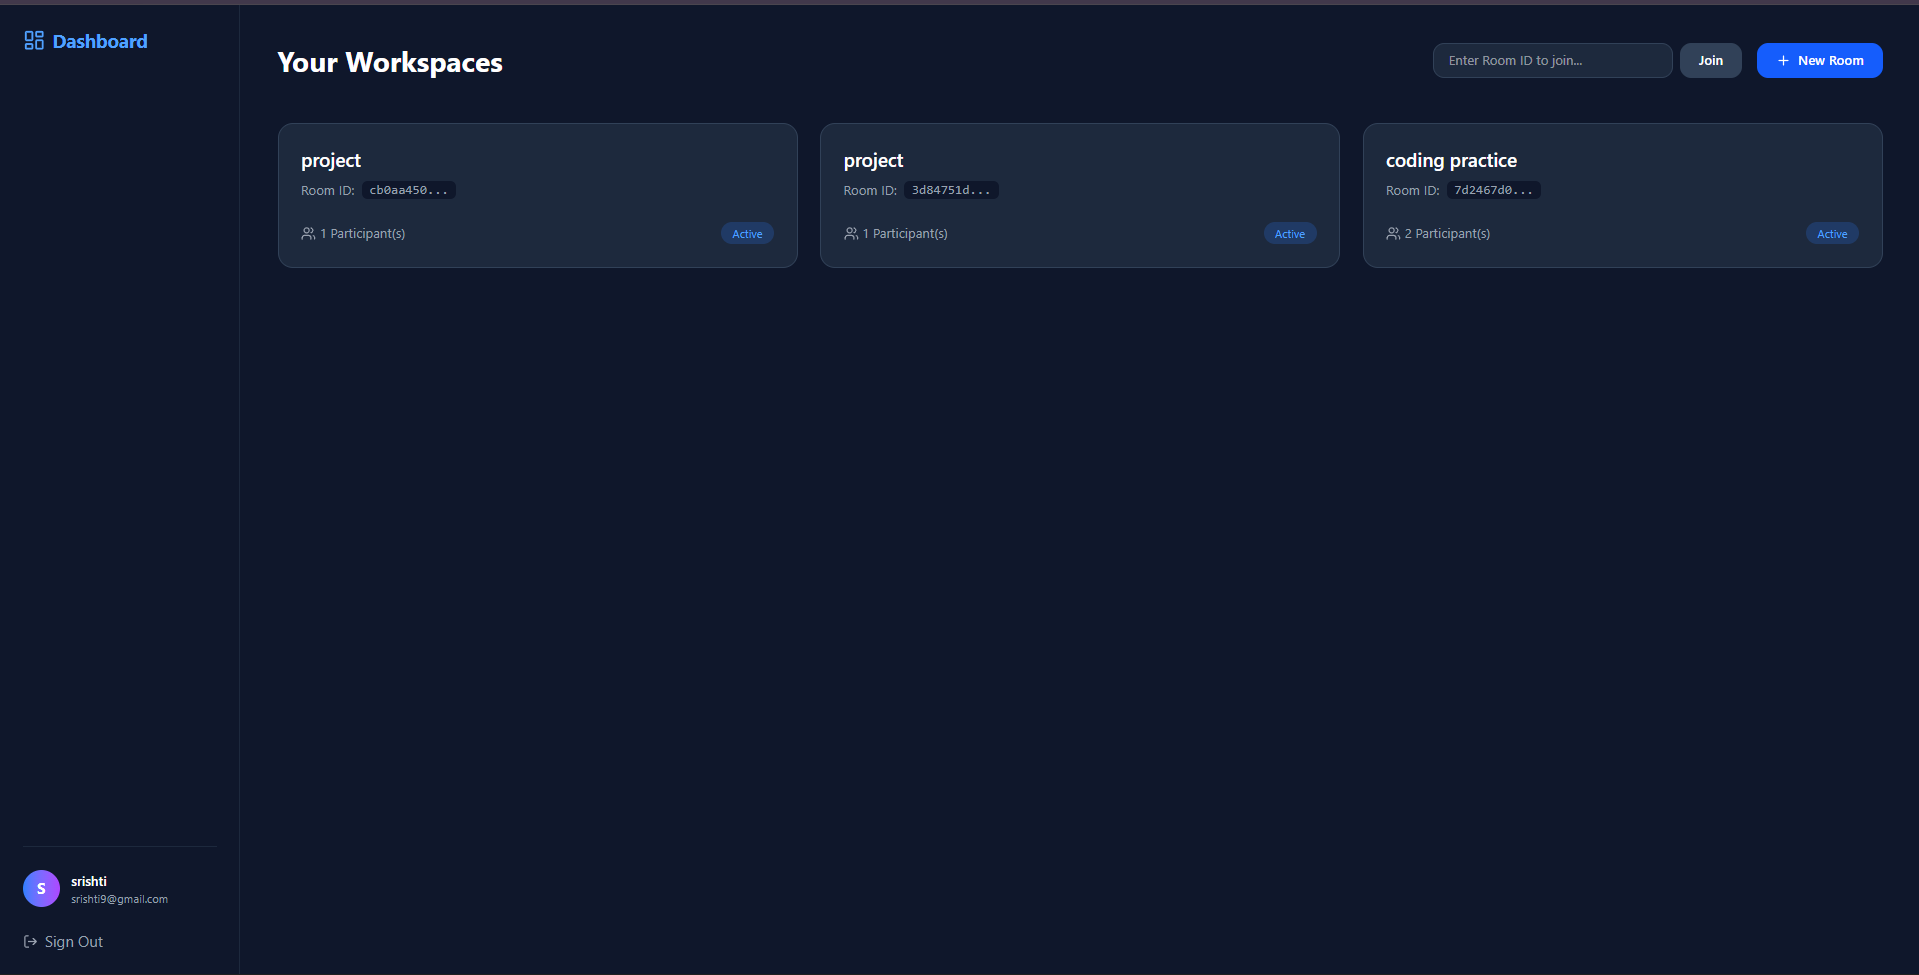 Dashboard
Your Workspaces
Enter Room ID to join...
Join
+ New Room
project
Room ID: cb0aa450...
1 Participant(s)
Active
project
Room ID: 3d84751d...
1 Participant(s)
Active
coding practice
Room ID: 7d2467d0...
2 Participant(s)
Active
S
srishti
srishti9@gmail.com
Sign Out